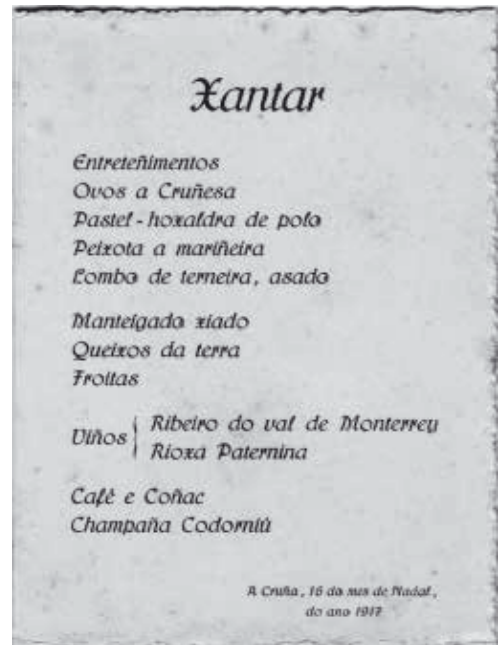 Xantar
Entreteñimentos
Ovos a Cruñesa
Pastel-hoxaldra de polo
Peixota a mariñeira
Lombo de terneira, asado
Manteigado xiado
Queixos da terra
Froitas
Viños { Ribeiro do val de Monterrey
Rioxa Paternina
Café e Coñac
Champaña Codorniú
A Cruña, 16 do mes de Nadal,
do ano 1917